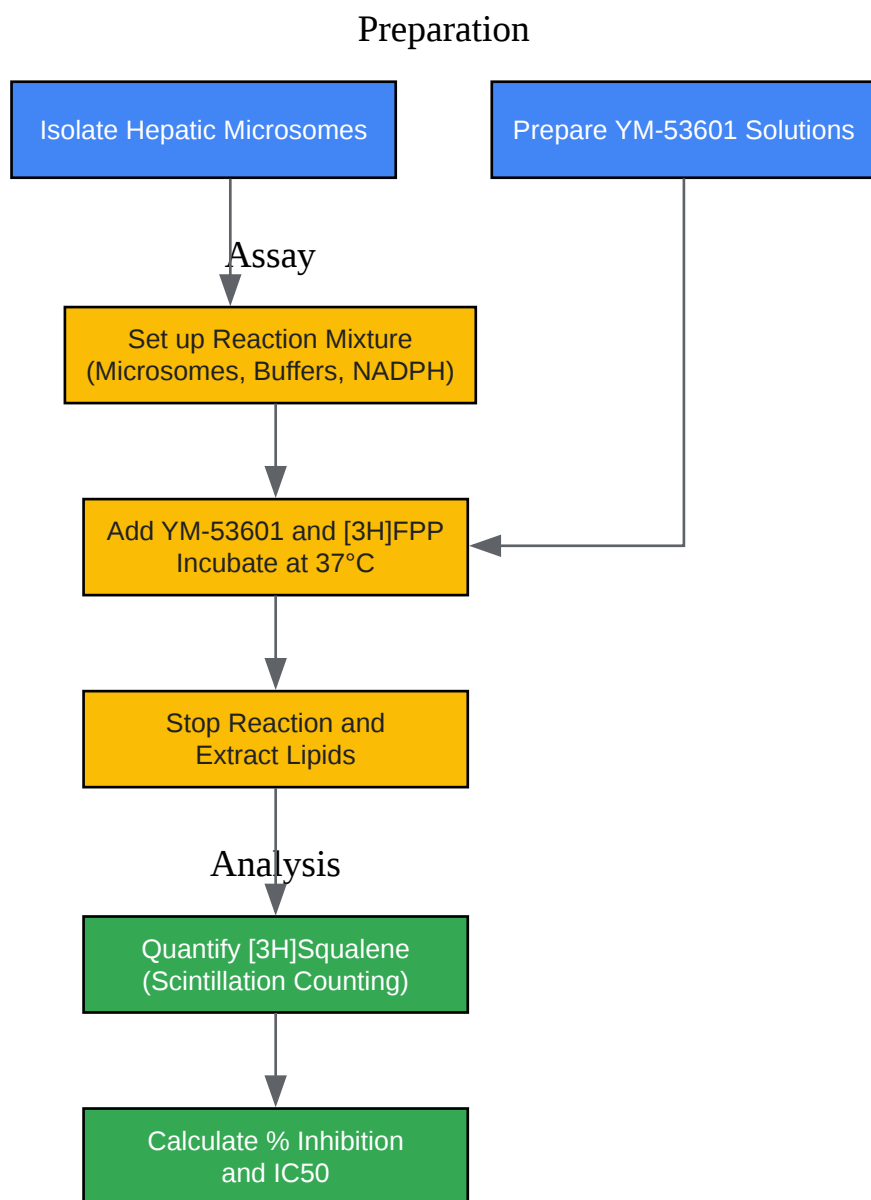 Preparation
Isolate Hepatic Microsomes
Prepare YM-53601 Solutions
Assay
Set up Reaction Mixture
(Microsomes, Buffers, NADPH)
Add YM-53601 and [3H]FPP
Incubate at 37°C
Stop Reaction and
Extract Lipids
Analysis
Quantify [3H]Squalene
(Scintillation Counting)
Calculate % Inhibition
and IC50